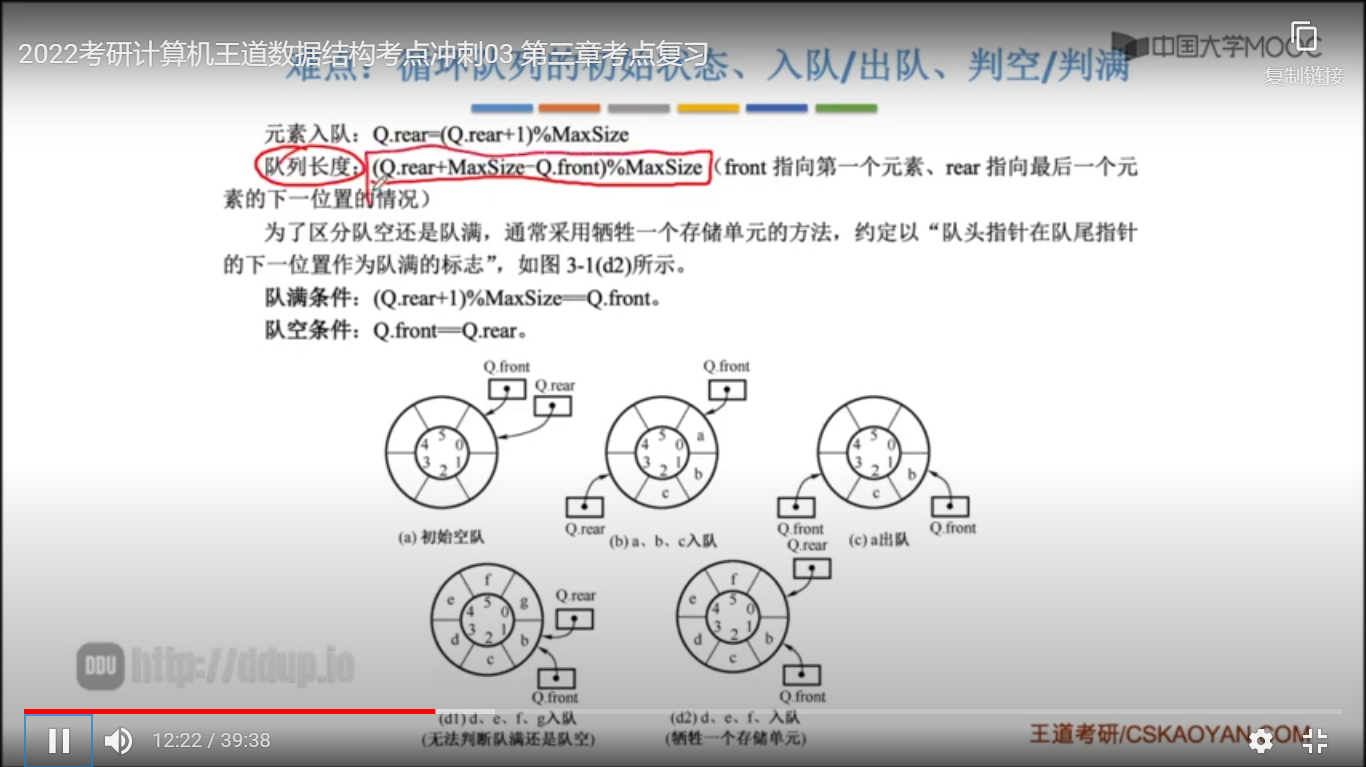 2022考研计算机王道数据结构考点冲刺03 第三章考点复习
中国大学MOOC
难点：循环队列的初始状态、入队/出队、判空/判满
复制链接
元素入队：Q.rear=(Q.rear+1)%MaxSize
队列长度：(Q.rear+MaxSize-Q.front)%MaxSize（front 指向第一个元素、rear 指向最后一个元
素的下一位置的情况）
为了区分队空还是队满，通常采用牺牲一个存储单元的方法，约定以“队头指针在队尾指针
的下一位置作为队满的标志”，如图 3-1(d2)所示。
队满条件：(Q.rear+1)%MaxSize==Q.front。
队空条件：Q.front==Q.rear。
Q.front
Q.rear
5
4
0
3
1
2
(a) 初始空队
Q.front
a
5
4
0
3
1
2
b
c
Q.rear
(b) a、b、c入队
5
4
0
3
1
2
b
c
Q.front
Q.front
(c) a出队
f
e
g
5
4
0
3
1
2
d
b
c
Q.rear
Q.front
(d1) d、e、f、g入队
(无法判断队满还是队空)
Q.rear
f
e
5
4
0
3
1
2
d
b
c
Q.front
(d2) d、e、f、入队
(牺牲一个存储单元)
DDU http://ddup.io
王道考研/CSKAOYAN.COM
12:22 / 39:38